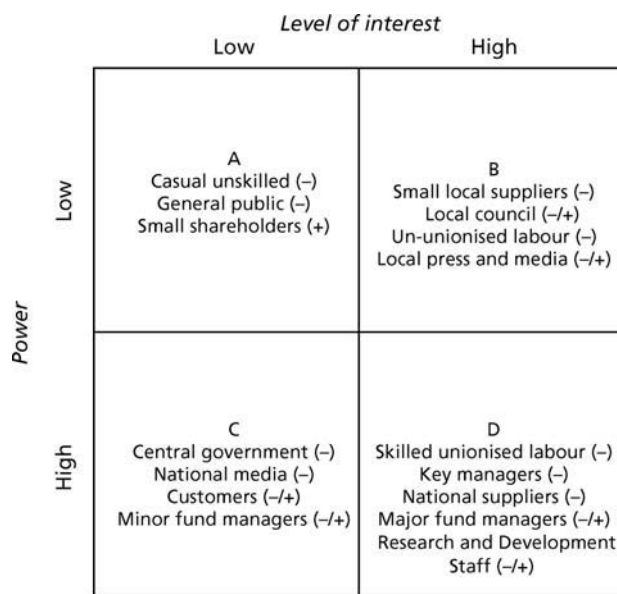 Level of interest
Low
High
Power
Low
A
Casual unskilled (–)
General public (–)
Small shareholders (+)
B
Small local suppliers (–)
Local council (–/+)
Un-unionised labour (–)
Local press and media (–/+)
High
C
Central government (–)
National media (–)
Customers (–/+)
Minor fund managers (–/+)
D
Skilled unionised labour (–)
Key managers (–)
National suppliers (–)
Major fund managers (–/+)
Research and Development
Staff (–/+)